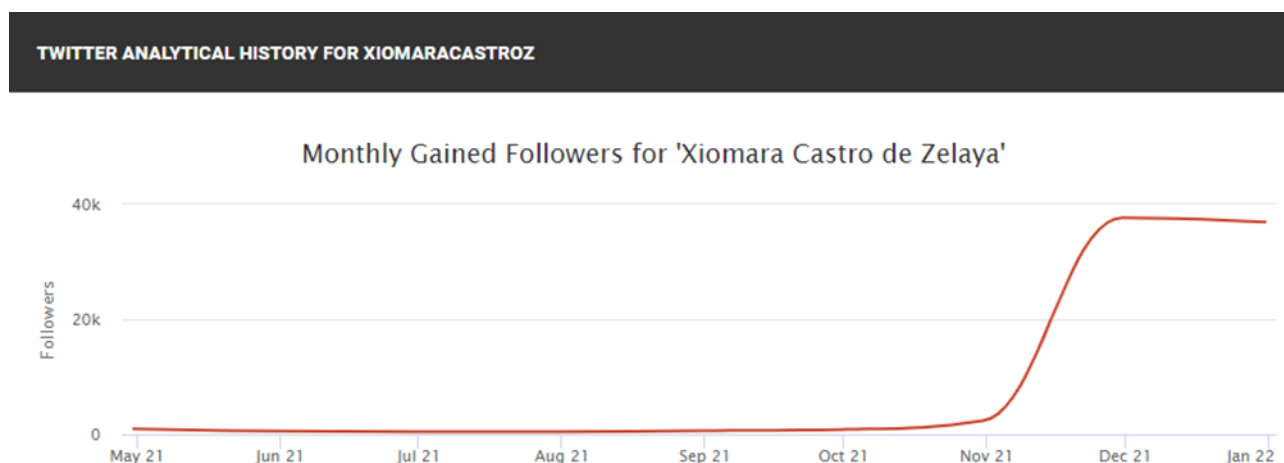 TWITTER ANALYTICAL HISTORY FOR XIOMARACASTROZ
Monthly Gained Followers for 'Xiomara Castro de Zelaya'
40k
20k
0
Followers
May 21 Jun 21 Jul 21 Aug 21 Sep 21 Oct 21 Nov 21 Dec 21 Jan 22